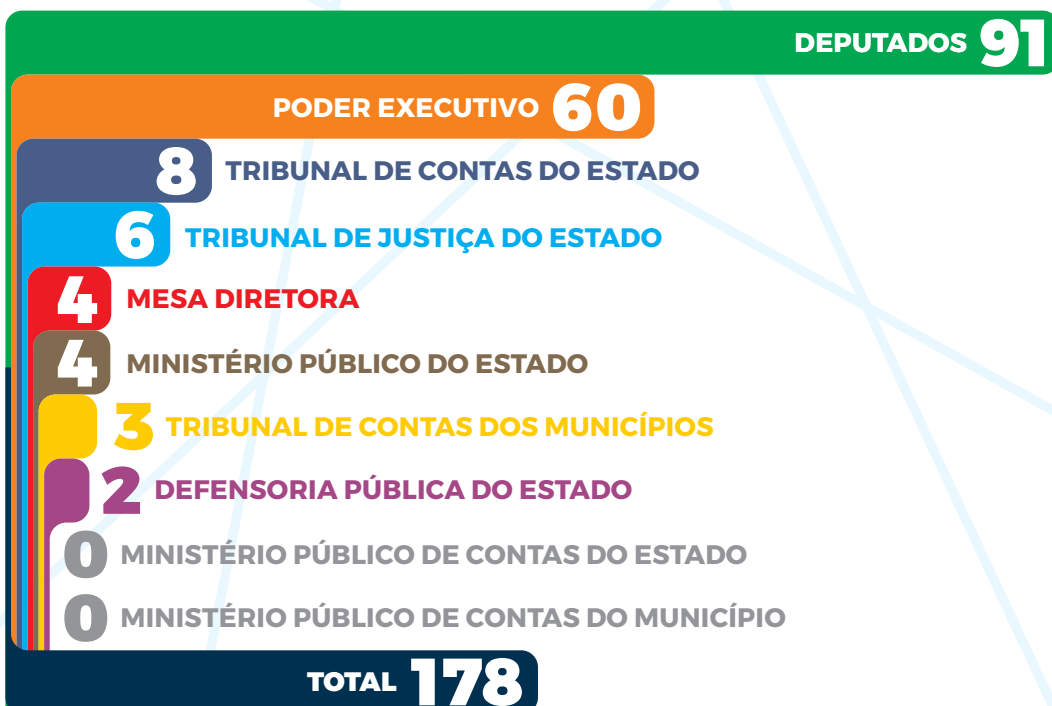 DEPUTADOS 91
PODER EXECUTIVO 60
8 TRIBUNAL DE CONTAS DO ESTADO
6 TRIBUNAL DE JUSTIÇA DO ESTADO
4 MESA DIRETORA
4 MINISTÉRIO PÚBLICO DO ESTADO
3 TRIBUNAL DE CONTAS DOS MUNICÍPIOS
2 DEFENSORIA PÚBLICA DO ESTADO
0 MINISTÉRIO PÚBLICO DE CONTAS DO ESTADO
0 MINISTÉRIO PÚBLICO DE CONTAS DO MUNICÍPIO
TOTAL 178